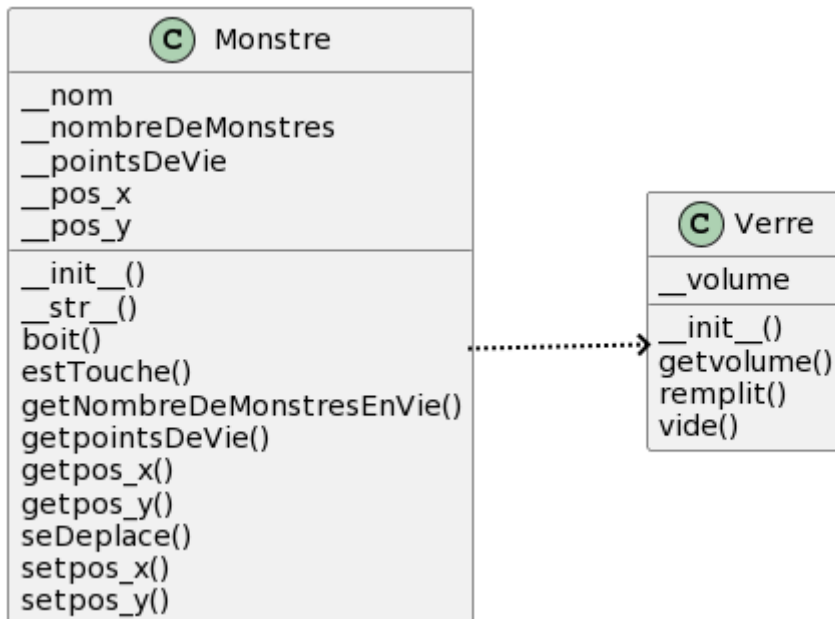 C Monstre
__nom
__nombreDeMonstres
__pointsDeVie
__pos_x
__pos_y
__init__()
__str__()
boit()
estTouche()
getNombreDeMonstresEnVie()
getpointsDeVie()
getpos_x()
getpos_y()
seDeplace()
setpos_x()
setpos_y()
C Verre
__volume
__init__()
getvolume()
remplit()
vide()